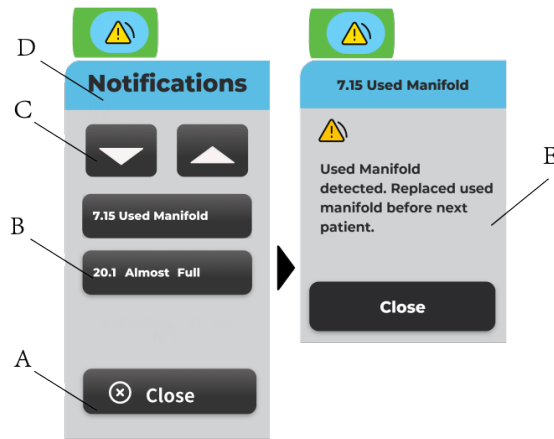 D
Notifications
C
7.15 Used Manifold
B
20.1 Almost Full
A
Close
7.15 Used Manifold
Used Manifold
detected. Replaced used
manifold before next
patient.
E
Close